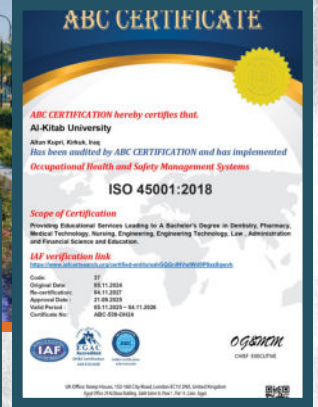 ABC CERTIFICATE
ABC CERTIFICATION hereby certifies that.
Al-Kitab University
Altun Kupri, Kirkuk, Iraq
Has been audited by ABC CERTIFICATION and has implemented
Occupational Health and Safety Management Systems
ISO 45001:2018
Scope of Certification
Providing Educational Services Leading to A Bachelor's Degree in Dentistry, Pharmacy,
Medical Technology, Nursing, Engineering, Engineering Technology, Law , Administration
and Financial Science and Education.
IAF verification link
Code: 37
Original Date: 05.11.2024
Re-certification: 04.11.2027
Approval Date : 21.09.2025
Valid Period : 05.11.2025 – 04.11.2026
Certificate No: ABC-539-OH24
IAF
EGAC
Accredited
CHIEF EXECUTIVE